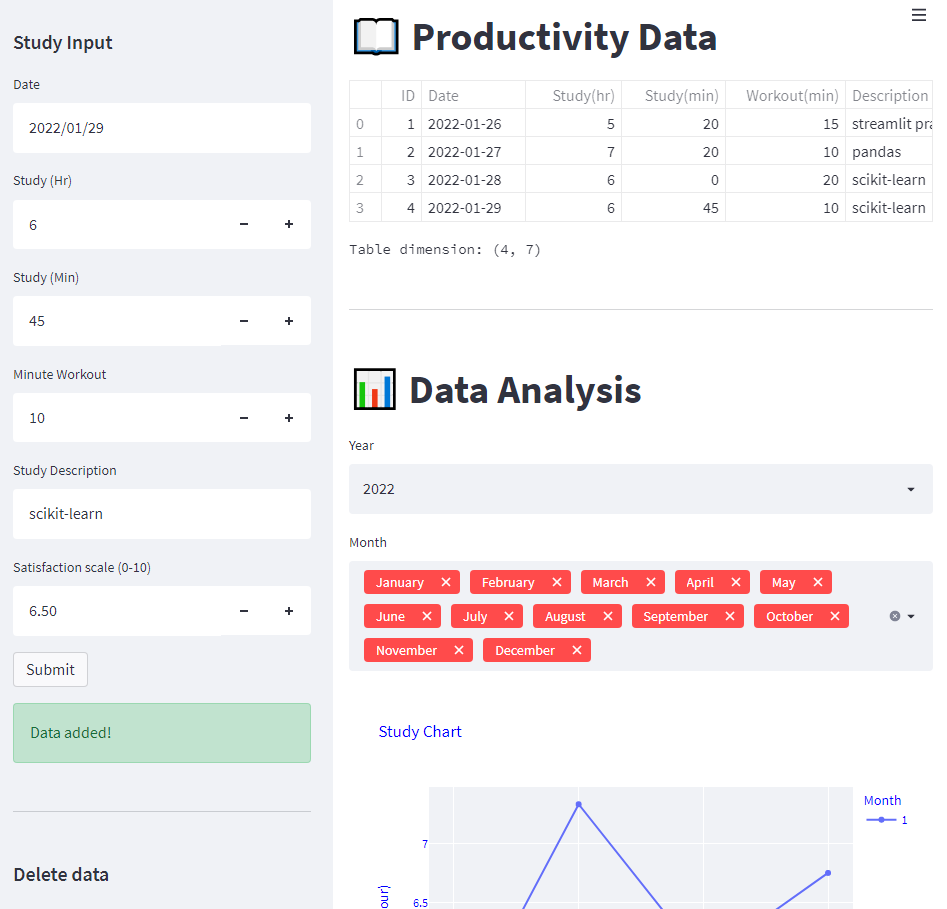 Study Input
Date
2022/01/29
Study (Hr)
6 − +
Study (Min)
45 − +
Minute Workout
10 − +
Study Description
scikit-learn
Satisfaction scale (0-10)
6.50 − +
Submit
Data added!
Delete data
Productivity Data
ID Date Study(hr) Study(min) Workout(min) Description
0 1 2022-01-26 5 20 15 streamlit
1 2 2022-01-27 7 20 10 pandas
2 3 2022-01-28 6 0 20 scikit-learn
3 4 2022-01-29 6 45 10 scikit-learn
Table dimension: (4, 7)
Data Analysis
Year
2022
Month
January × February × March × April × May ×
June × July × August × September × October ×
November × December ×
Study Chart
Month
1
7
6.5